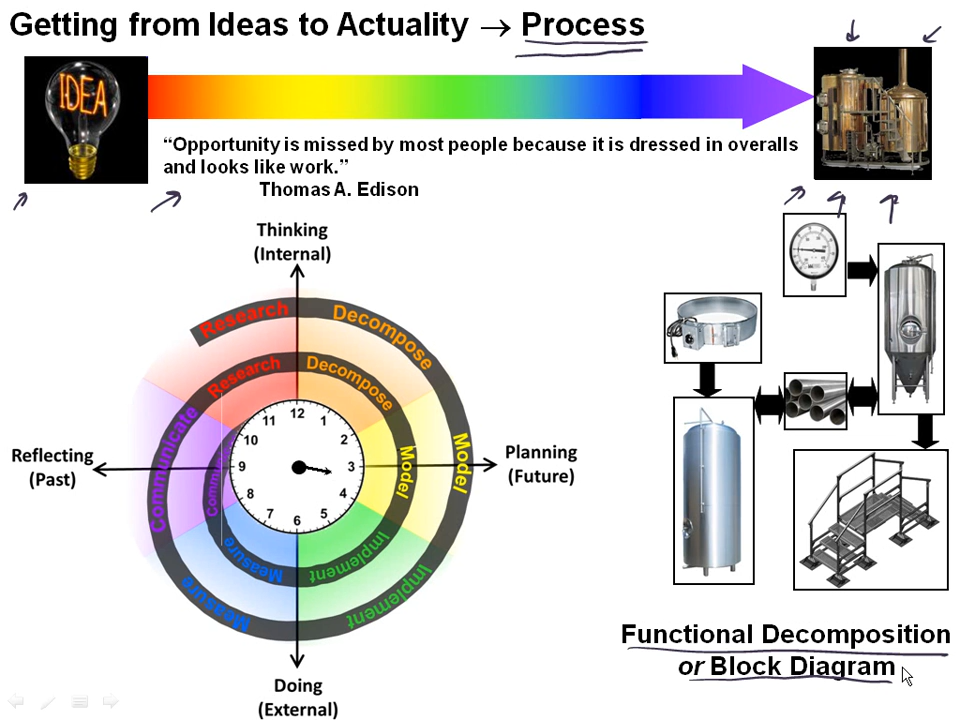 Getting from Ideas to Actuality → Process
IDEA
“Opportunity is missed by most people because it is dressed in overalls
and looks like work.”
Thomas A. Edison
Thinking
(Internal)
Research
Decompose
Research
Decompose
Communicate
Model
Model
Implement
Implement
Measure
Measure
12
1
2
3
4
5
6
7
8
9
10
11
Reflecting
(Past)
Planning
(Future)
Doing
(External)
Functional Decomposition
or Block Diagram